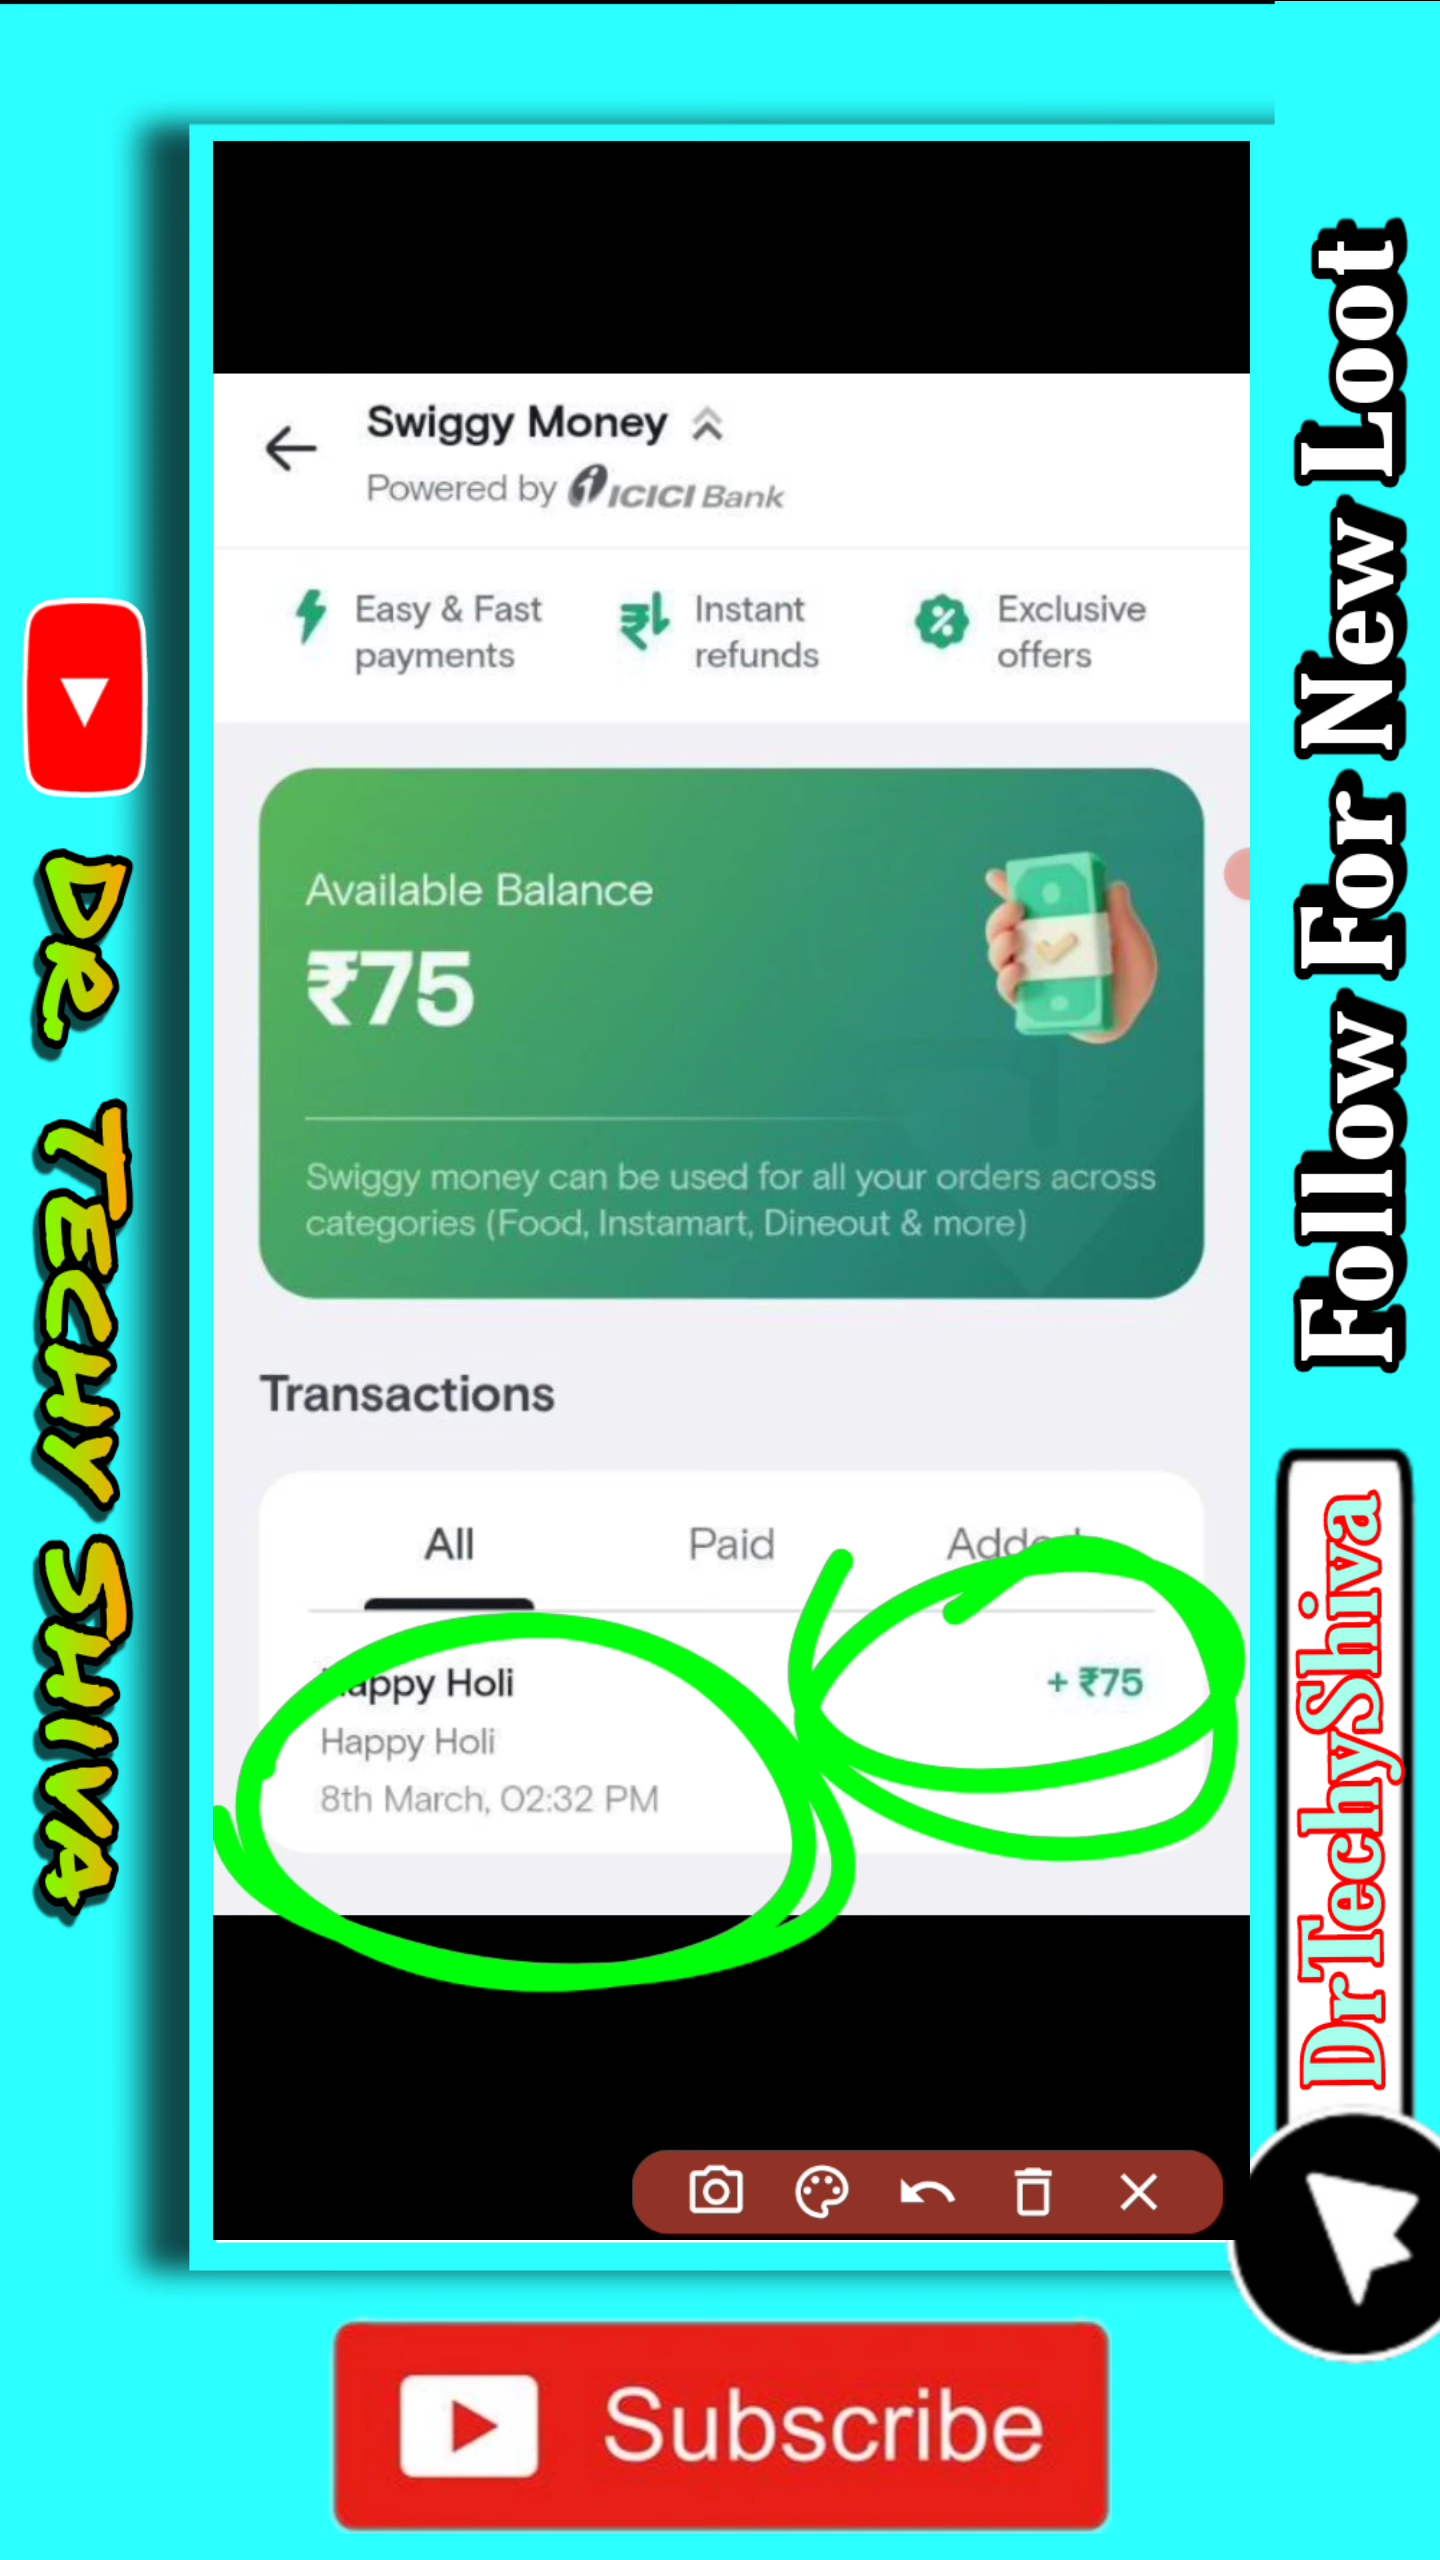 Swiggy Money
Powered by ICICI Bank
Easy & Fast
payments
Instant
refunds
Exclusive
offers
Available Balance
₹75
Swiggy money can be used for all your orders across
categories (Food, Instamart, Dineout & more)
Transactions
All
Paid
Happy Holi
+ ₹75
Happy Holi
8th March, 02:32 PM
DR. TECHY SHIVA
Follow For New Loot
DrTechyShiva
Subscribe